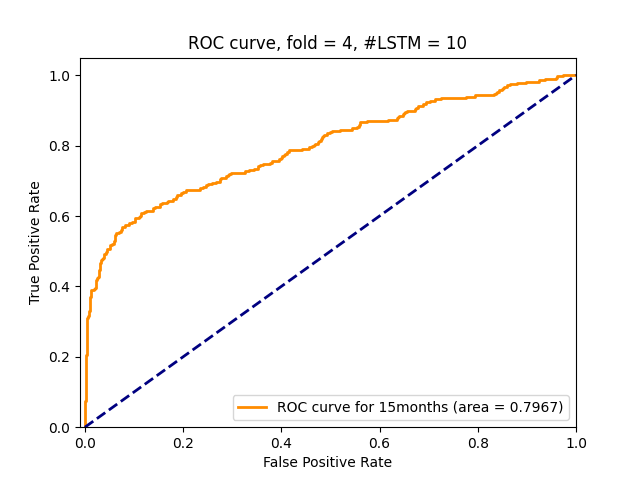 ROC curve, fold = 4, #LSTM = 10
True Positive Rate
1.0
0.8
0.6
0.4
0.2
0.0
ROC curve for 15months (area = 0.7967)
0.0 0.2 0.4 0.6 0.8 1.0
False Positive Rate